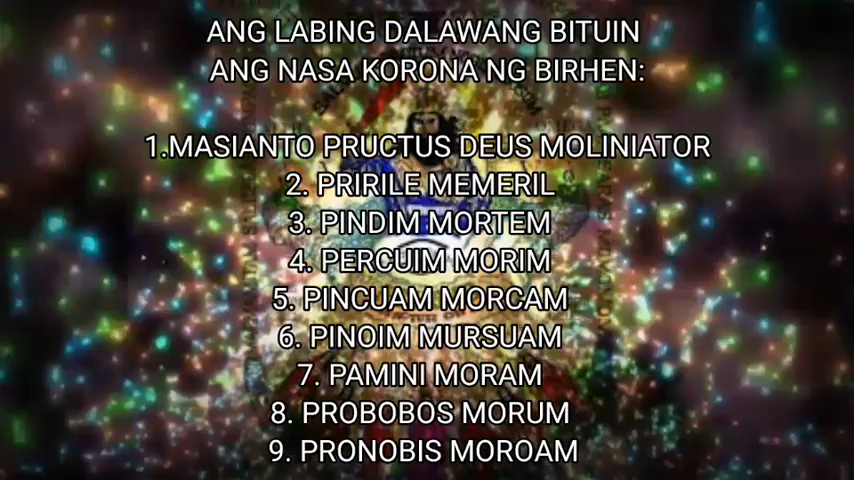 ANG LABING DALAWANG BITUIN
ANG NASA KORONA NG BIRHEN:
1.MASIANTO PRUCTUS DEUS MOLINIATOR
2. PRIRILE MEMERIL
3. PINDIM MORTEM
4. PERCUIM MORIM
5. PINCUAM MORCAM
6. PINOIM MURSUAM
7. PAMINI MORAM
8. PROBOBOS MORUM
9. PRONOBIS MOROAM